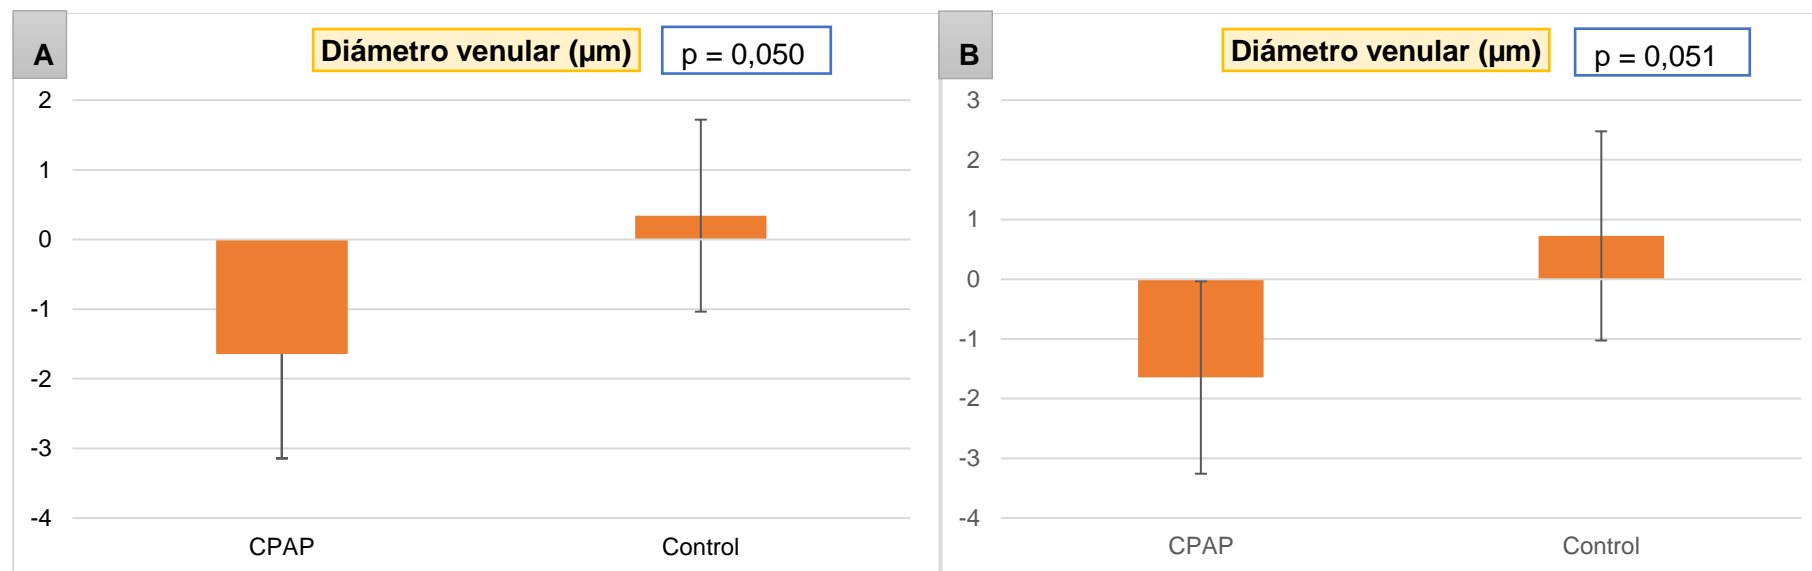 A
Diámetro venular (µm)
p = 0,050
2
1
0
-1
-2
-3
-4
CPAP Control
B
Diámetro venular (µm)
p = 0,051
3
2
1
0
-1
-2
-3
-4
CPAP Control